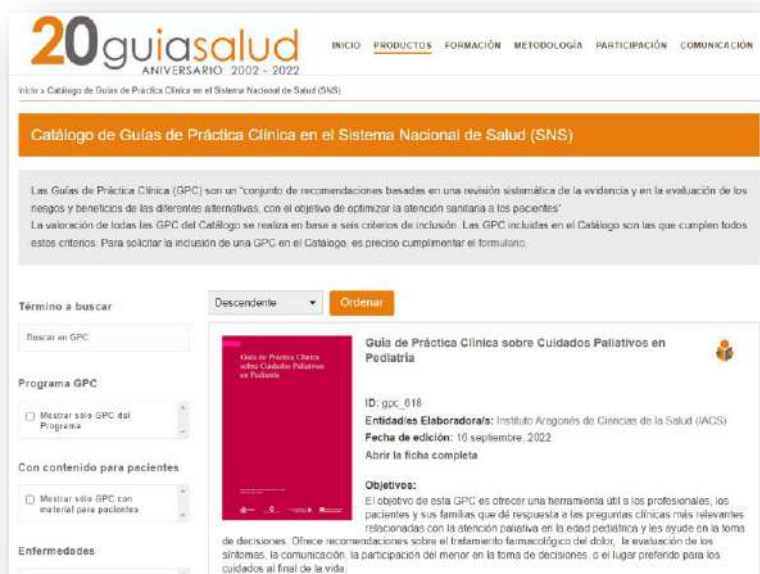 20guiasalud
ANIVERSARIO 2002 - 2022
INICIO PRODUCTOS FORMACIÓN METODOLOGÍA PARTICIPACIÓN COMUNICACIÓN
Inicio » Catálogo de Guías de Práctica Clínica en el Sistema Nacional de Salud (SNS)
Catálogo de Guías de Práctica Clínica en el Sistema Nacional de Salud (SNS)
Las Guías de Práctica Clínica (GPC) son un "conjunto de recomendaciones basadas en una revisión sistemática de la evidencia y en la evaluación de los
riesgos y beneficios de las diferentes alternativas, con el objetivo de optimizar la atención sanitaria a los pacientes"
La valoración de todas las GPC del Catálogo se realiza en base a seis criterios de inclusión. Las GPC incluidas en el Catálogo son las que cumplen todos
estos criterios. Para solicitar la inclusión de una GPC en el Catálogo, es preciso cumplimentar el formulario.
Término a buscar
Buscar en GPC
Programa GPC
Mostrar sólo GPC del
Programa
Con contenido para pacientes
Mostrar sólo GPC con
material para pacientes
Enfermedades
Descendente
Ordenar
Guía de Práctica Clínica
sobre Cuidados Paliativos
en Pediatría
Guía de Práctica Clínica sobre Cuidados Paliativos en
Pediatría
ID: gpc_618
Entidad/es Elaboradora/s: Instituto Aragonés de Ciencias de la Salud (IACS)
Fecha de edición: 16 septiembre, 2022
Abrir la ficha completa
Objetivos:
El objetivo de esta GPC es ofrecer una herramienta útil a los profesionales, los
pacientes y sus familias que dé respuesta a las preguntas clínicas más relevantes
relacionadas con la atención paliativa en la edad pediátrica y les ayude en la toma
de decisiones. Ofrece recomendaciones sobre el tratamiento farmacológico del dolor, la evaluación de los
síntomas, la comunicación, la participación del menor en la toma de decisiones, o el lugar preferido para los
cuidados al final de la vida.